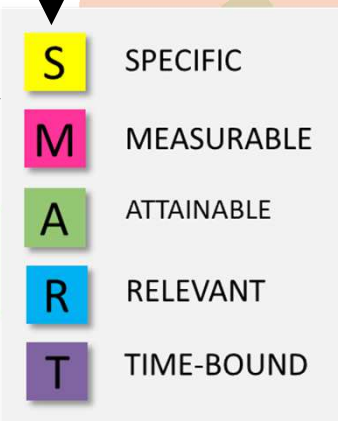 S SPECIFIC
M MEASURABLE
A ATTAINABLE
R RELEVANT
T TIME-BOUND